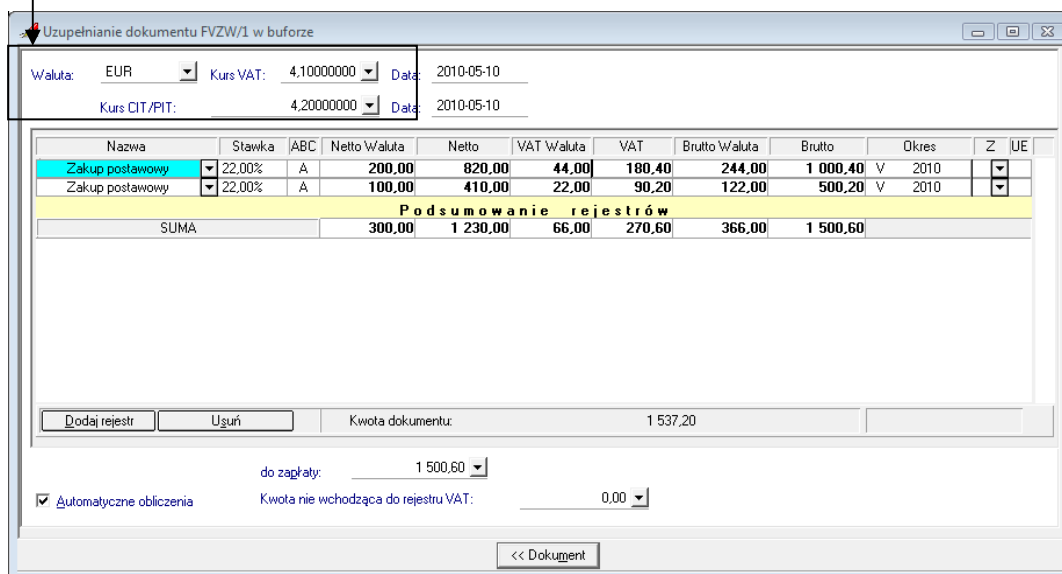 Uzupełnianie dokumentu FVZW/1 w buforze
Waluta: EUR Kurs VAT: 4,10000000 Data: 2010-05-10
Kurs CIT/PIT: 4,20000000 Data: 2010-05-10
Nazwa Stawka ABC Netto Waluta Netto VAT Waluta VAT Brutto Waluta Brutto Okres Z UE
Zakup postawowy 22,00% A 200,00 820,00 44,00 180,40 244,00 1 000,40 V 2010
Zakup postawowy 22,00% A 100,00 410,00 22,00 90,20 122,00 500,20 V 2010
Podsumowanie rejestrów
SUMA 300,00 1 230,00 66,00 270,60 366,00 1 500,60
Dodaj rejestr Usuń Kwota dokumentu: 1 537,20
do zapłaty: 1 500,60
Automatyczne obliczenia Kwota nie wchodząca do rejestru VAT: 0,00
<< Dokument